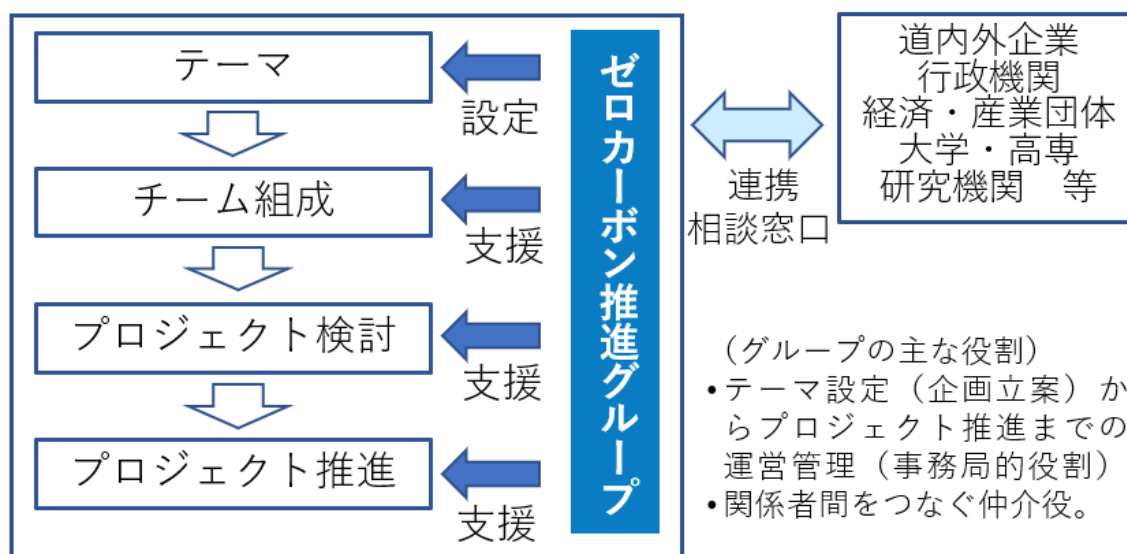 テーマ
設定
チーム組成
支援
プロジェクト検討
支援
プロジェクト推進
支援
ゼロカーボン推進グループ
連携
相談窓口
道内外企業
行政機関
経済・産業団体
大学・高専
研究機関　等
（グループの主な役割）
•テーマ設定（企画立案）か
らプロジェクト推進までの
運営管理（事務局的役割）
•関係者間をつなぐ仲介役。